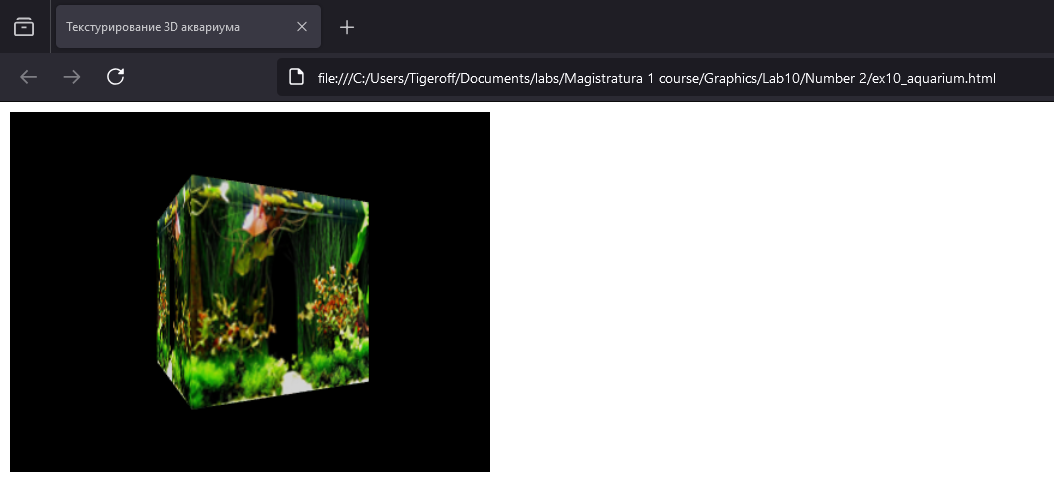 Текстурирование 3D аквариума
file:///C:/Users/Tigeroff/Documents/labs/Magistratura 1 course/Graphics/Lab10/Number 2/ex10_aquarium.html